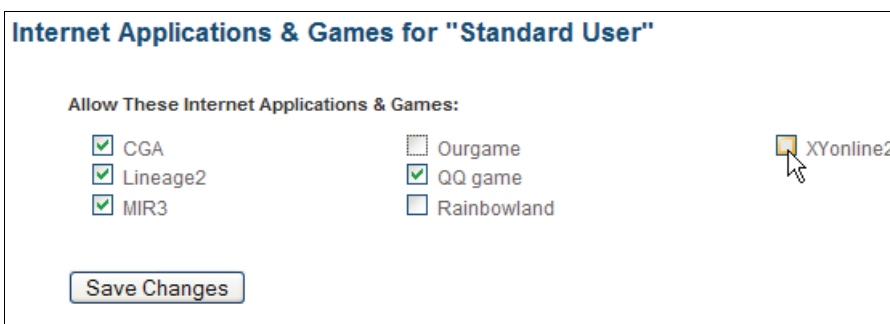 Internet Applications & Games for "Standard User"
Allow These Internet Applications & Games:
CGA Ourgame XYonline2
Lineage2 QQ game
MIR3 Rainbowland
Save Changes